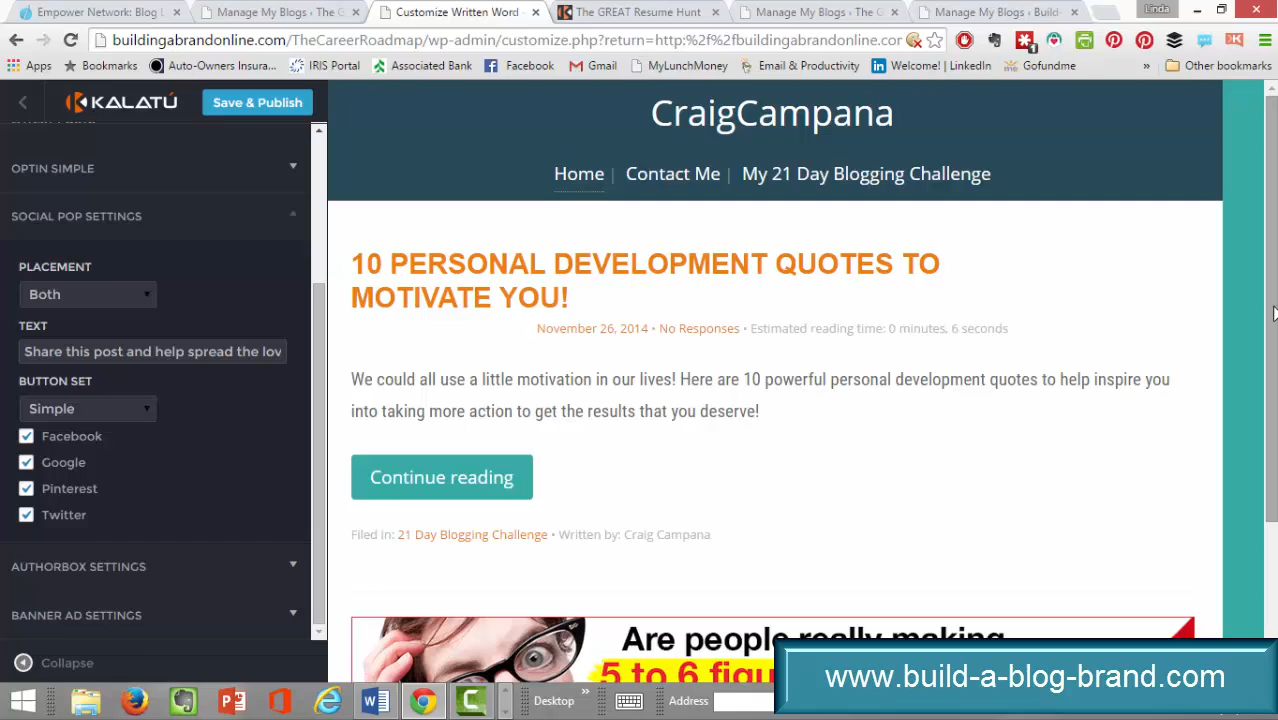 Empower Network: Blog L
Manage My Blogs ‹ The G
Customize Written Word -
The GREAT Resume Hunt
Manage My Blogs ‹ The G
Manage My Blogs ‹ Build-
Linda
buildingabrandonline.com/TheCareerRoadmap/wp-admin/customize.php?return=http:%2f%2fbuildingabrandonline.cor
Apps
Bookmarks
Auto-Owners Insura...
IRIS Portal
Associated Bank
Facebook
Gmail
MyLunchMoney
Email & Productivity
Welcome! | LinkedIn
Gofundme
»
Other bookmarks
KALATÚ
Save & Publish
OPTIN SIMPLE
SOCIAL POP SETTINGS
PLACEMENT
Both
TEXT
Share this post and help spread the lov
BUTTON SET
Simple
Facebook
Google
Pinterest
Twitter
AUTHORBOX SETTINGS
BANNER AD SETTINGS
Collapse
CraigCampana
Home | Contact Me | My 21 Day Blogging Challenge
10 PERSONAL DEVELOPMENT QUOTES TO
MOTIVATE YOU!
November 26, 2014 • No Responses • Estimated reading time: 0 minutes, 6 seconds
We could all use a little motivation in our lives! Here are 10 powerful personal development quotes to help inspire you
into taking more action to get the results that you deserve!
Continue reading
Filed in: 21 Day Blogging Challenge • Written by: Craig Campana
Are people really making
5 to 6 figu
www.build-a-blog-brand.com
Desktop
»
Address